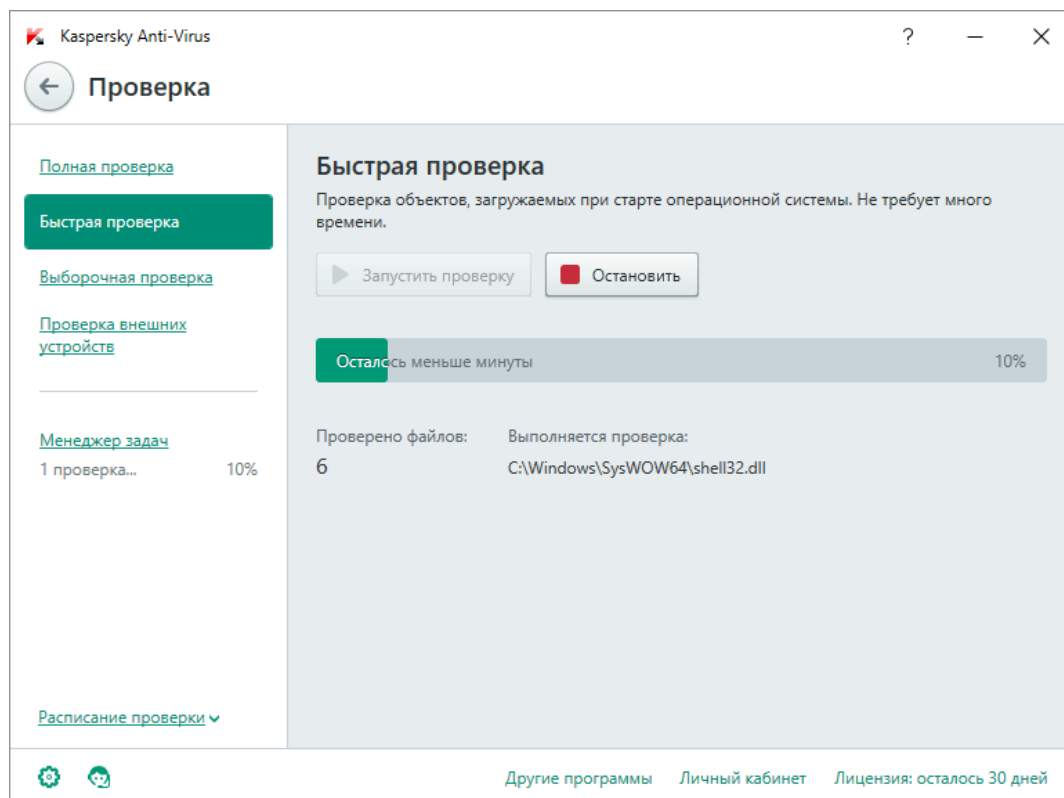 Kaspersky Anti-Virus
?
Проверка
Полная проверка
Быстрая проверка
Выборочная проверка
Проверка внешних
устройств
Менеджер задач
1 проверка... 10%
Расписание проверки
Быстрая проверка
Проверка объектов, загружаемых при старте операционной системы. Не требует много
времени.
Запустить проверку Остановить
Осталось меньше минуты 10%
Проверено файлов: Выполняется проверка:
6 C:\Windows\SysWOW64\shell32.dll
Другие программы Личный кабинет Лицензия: осталось 30 дней